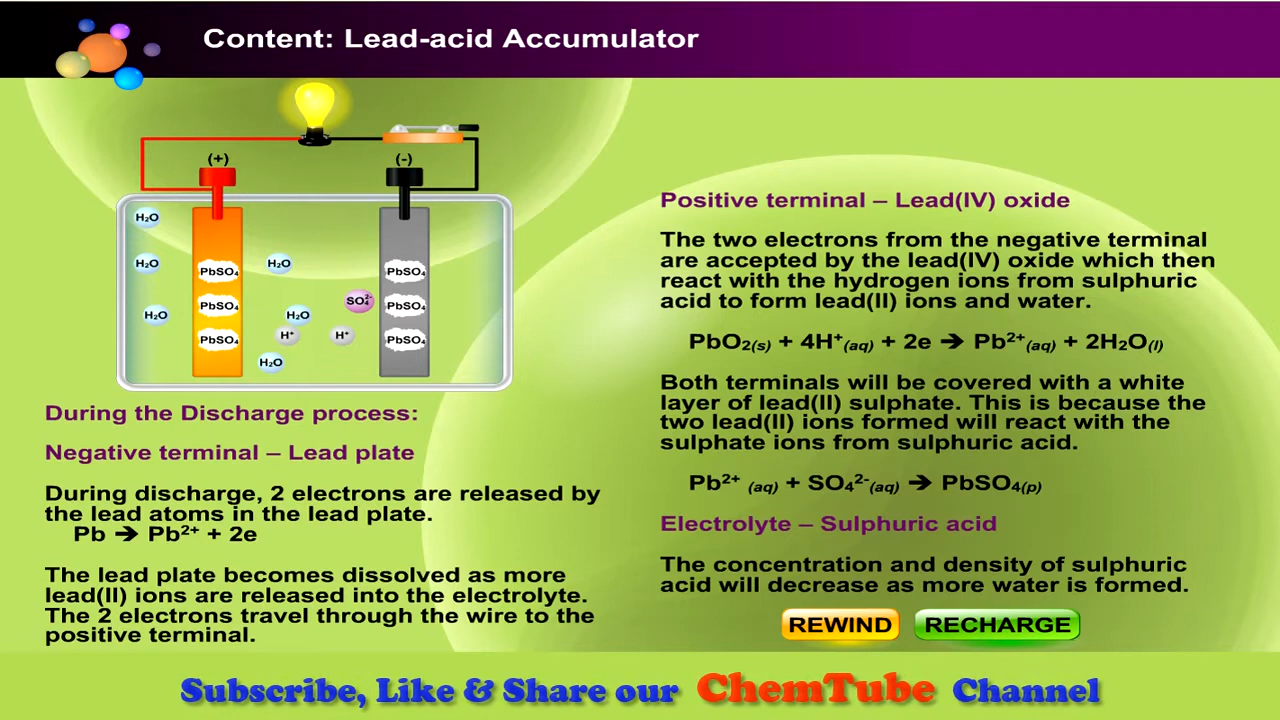 Content: Lead-acid Accumulator
(+)
(-)
H₂O
H₂O
H₂O
H₂O
H₂O
H₂O
PbSO₄
PbSO₄
PbSO₄
SO₄²⁻
H⁺
H⁺
PbSO₄
PbSO₄
PbSO₄
During the Discharge process:
Negative terminal – Lead plate
During discharge, 2 electrons are released by
the lead atoms in the lead plate.
Pb ➔ Pb²⁺ + 2e
The lead plate becomes dissolved as more
lead(II) ions are released into the electrolyte.
The 2 electrons travel through the wire to the
positive terminal.
Positive terminal – Lead(IV) oxide
The two electrons from the negative terminal
are accepted by the lead(IV) oxide which then
react with the hydrogen ions from sulphuric
acid to form lead(II) ions and water.
PbO₂(s) + 4H⁺(aq) + 2e ➔ Pb²⁺(aq) + 2H₂O(l)
Both terminals will be covered with a white
layer of lead(II) sulphate. This is because the
two lead(II) ions formed will react with the
sulphate ions from sulphuric acid.
Pb²⁺ (aq) + SO₄²⁻(aq) ➔ PbSO₄(p)
Electrolyte – Sulphuric acid
The concentration and density of sulphuric
acid will decrease as more water is formed.
REWIND
RECHARGE
Subscribe, Like & Share our ChemTube Channel